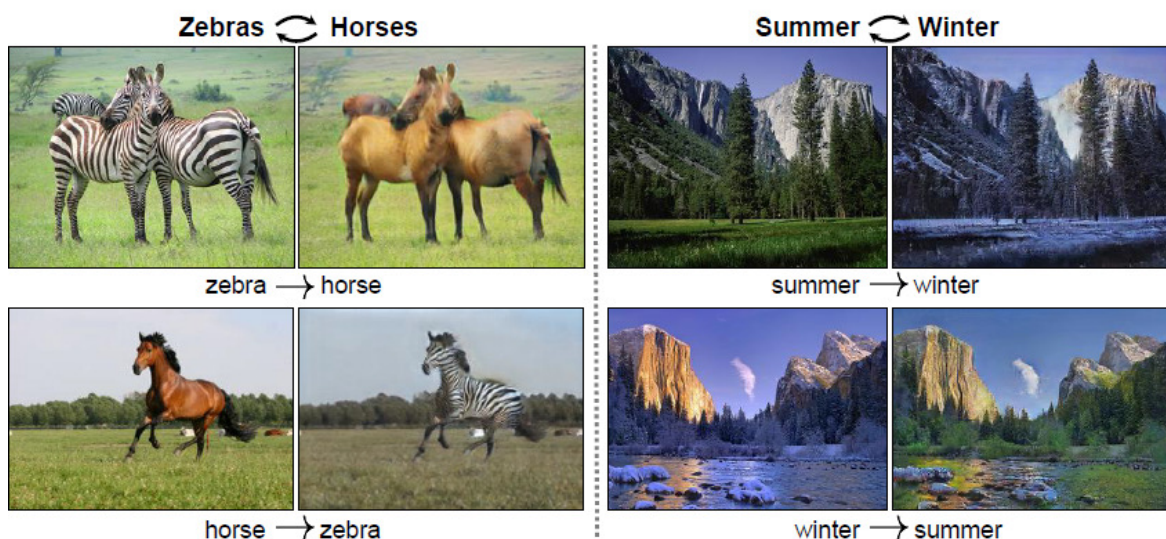 Zebras Horses
zebra → horse
horse → zebra
Summer Winter
summer → winter
winter → summer